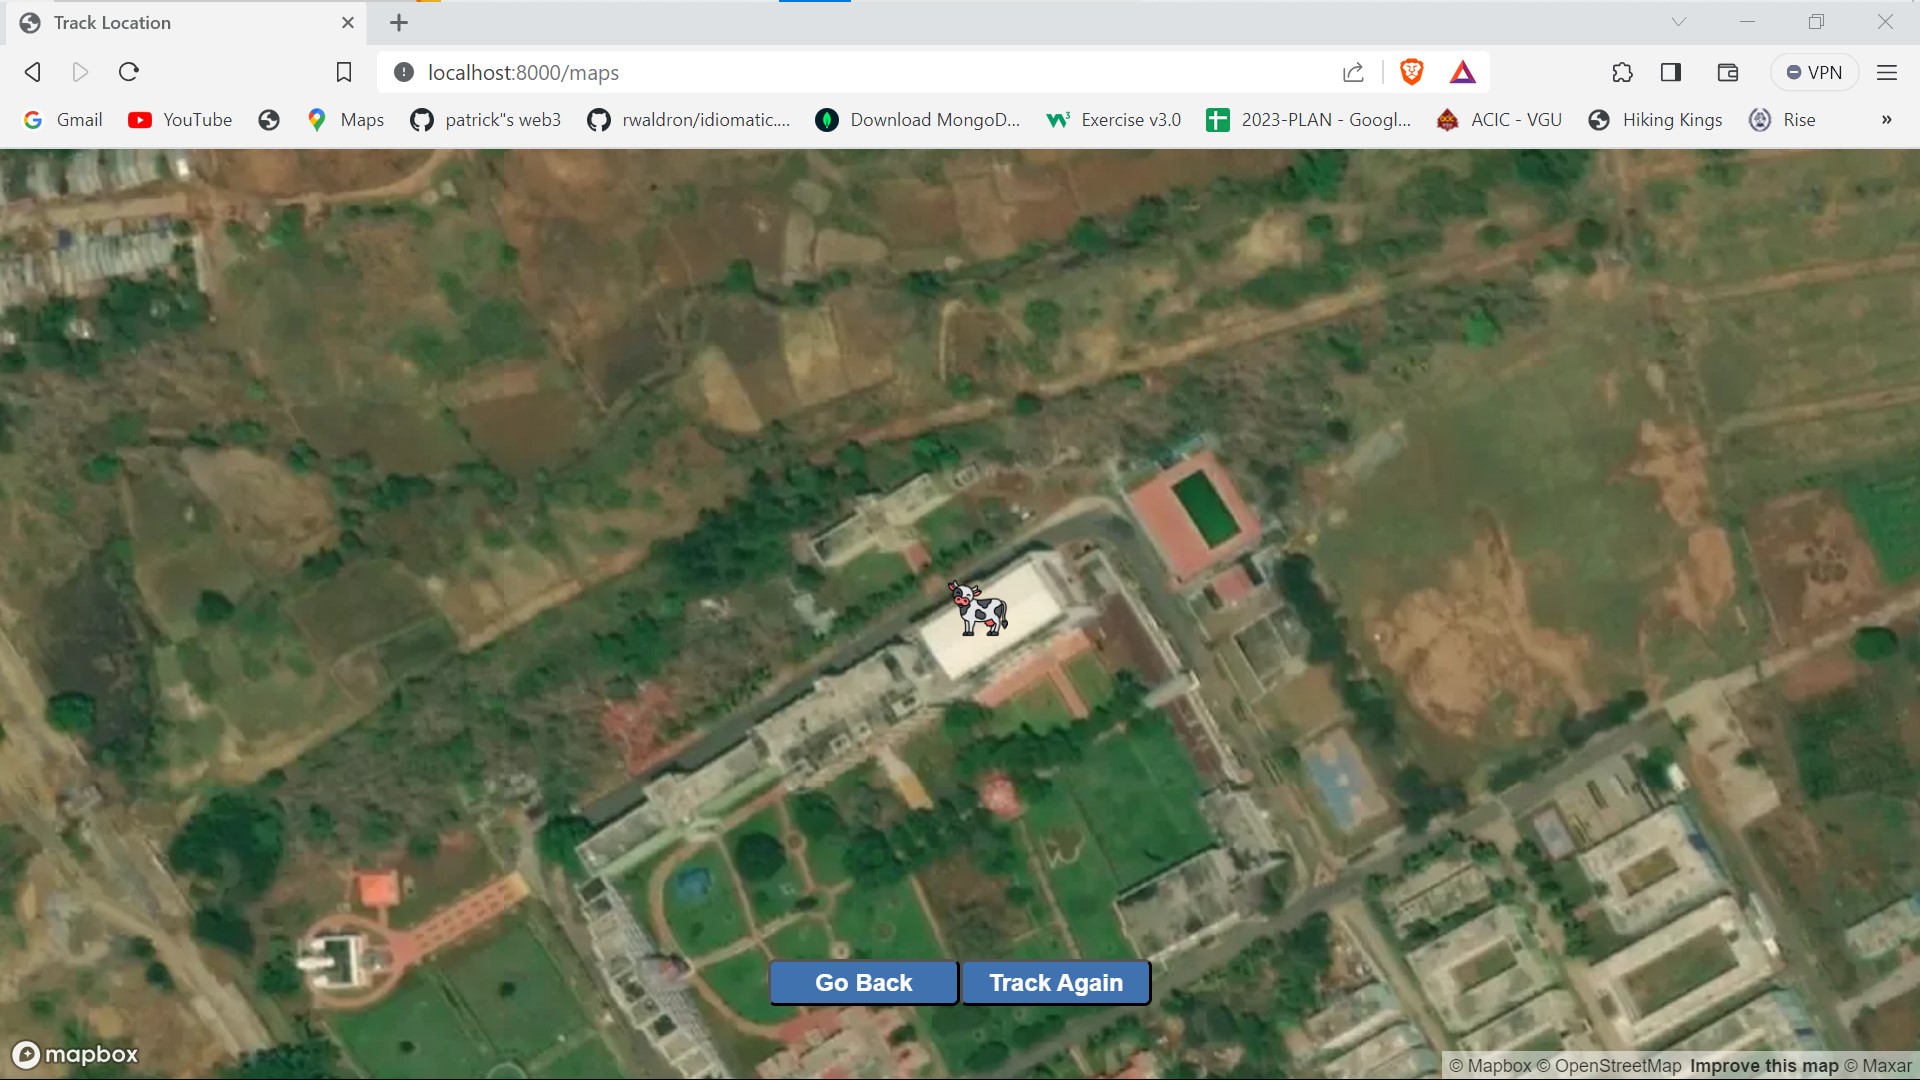 Track Location
localhost:8000/maps
VPN
Gmail YouTube Maps patrick"s web3 rwaldron/idiomatic.... Download MongoD... Exercise v3.0 2023-PLAN - Googl... ACIC - VGU Hiking Kings Rise »
Go Back Track Again
mapbox
© Mapbox © OpenStreetMap Improve this map © Maxar